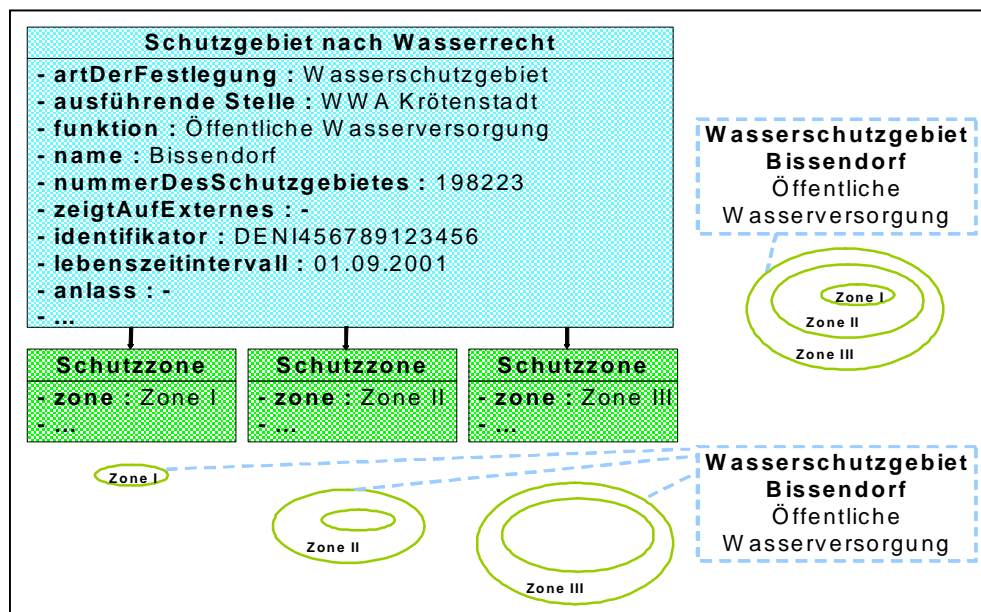 Schutzgebiet nach Wasserrecht
- artDerFestlegung : Wasserschutzgebiet
- ausführende Stelle : WWA Krötenstadt
- funktion : Öffentliche Wasserversorgung
- name : Bissendorf
- nummerDesSchutzgebietes : 198223
- zeigtAufExternes : -
- identifikator : DENI456789123456
- lebenszeitintervall : 01.09.2001
- anlass : -
- ...
Wasserschutzgebiet
Bissendorf
Öffentliche
Wasserversorgung
Zone I
Zone II
Zone III
Schutzzone
- zone : Zone I
- ...
Schutzzone
- zone : Zone II
- ...
Schutzzone
- zone : Zone III
- ...
Zone I
Zone II
Zone III
Wasserschutzgebiet
Bissendorf
Öffentliche
Wasserversorgung